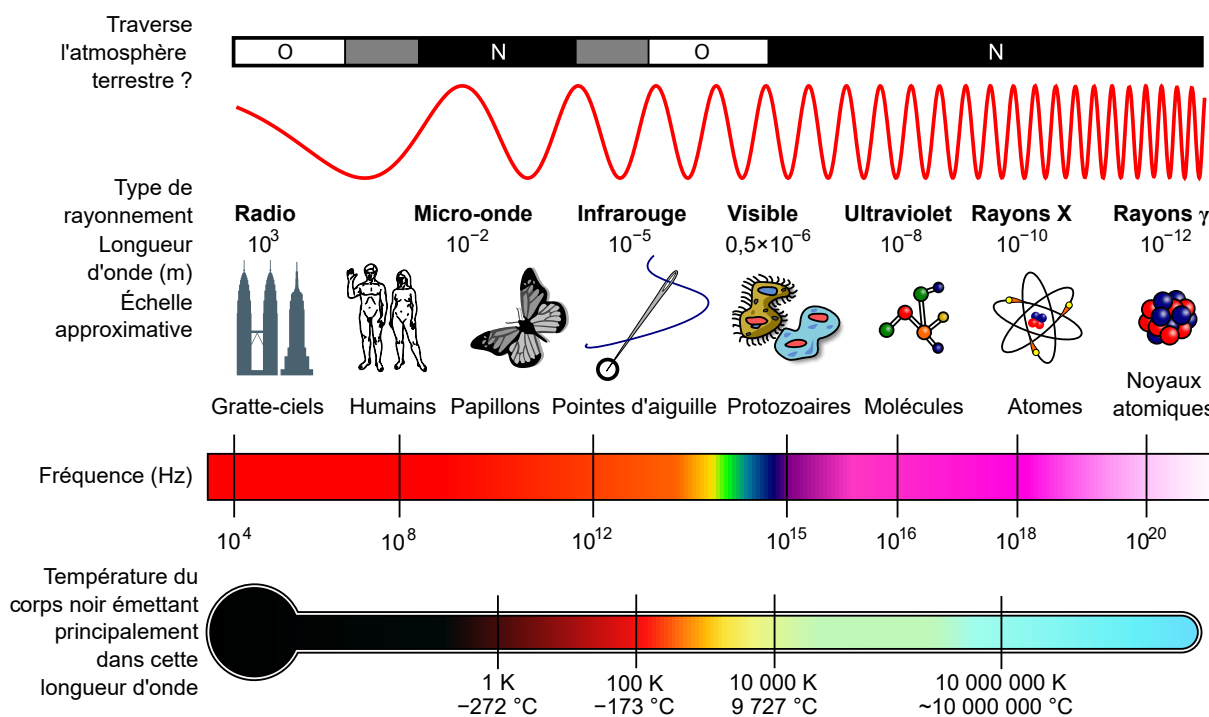 Traverse
l'atmosphère
terrestre ?
O
N
O
N
Type de
rayonnement
Radio
Micro-onde
Infrarouge
Visible
Ultraviolet
Rayons X
Rayons γ
Longueur
d'onde (m)
10³
10⁻²
10⁻⁵
0,5×10⁻⁶
10⁻⁸
10⁻¹⁰
10⁻¹²
Échelle
approximative
Gratte-ciels
Humains
Papillons
Pointes d'aiguille
Protozoaires
Molécules
Atomes
Noyaux
atomiques
Fréquence (Hz)
10⁴
10⁸
10¹²
10¹⁵
10¹⁶
10¹⁸
10²⁰
Température du
corps noir émettant
principalement
dans cette
longueur d'onde
1 K
−272 °C
100 K
−173 °C
10 000 K
9 727 °C
10 000 000 K
~10 000 000 °C